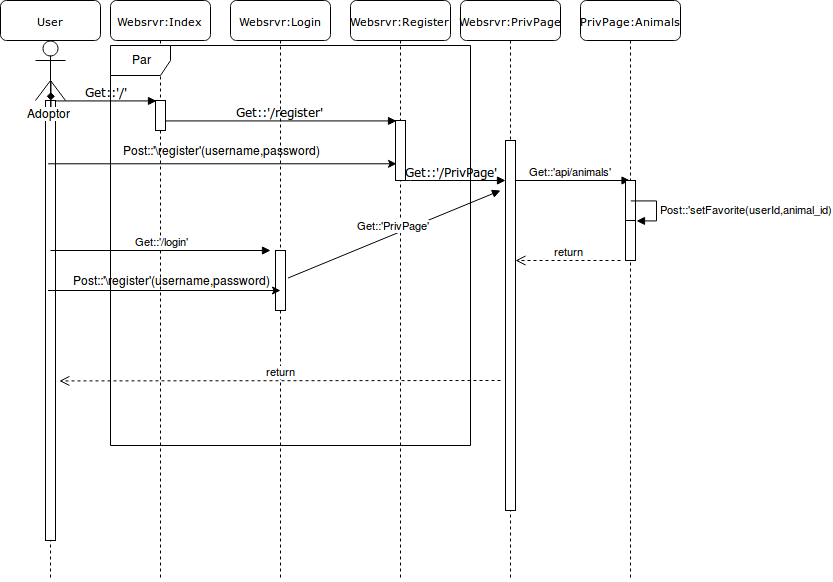 User
Websrvr:Index
Websrvr:Login
Websrvr:Register
Websrvr:PrivPage
PrivPage:Animals
Par
Get::'/'
Adoptor
Get::'/register'
Post::'\register'(username,password)
Get::'/PrivPage'
Get::'api/animals'
Post::'setFavorite(userId,animal_id)
Get::'PrivPage'
Get::'/login'
return
Post::'\register'(username,password)
return